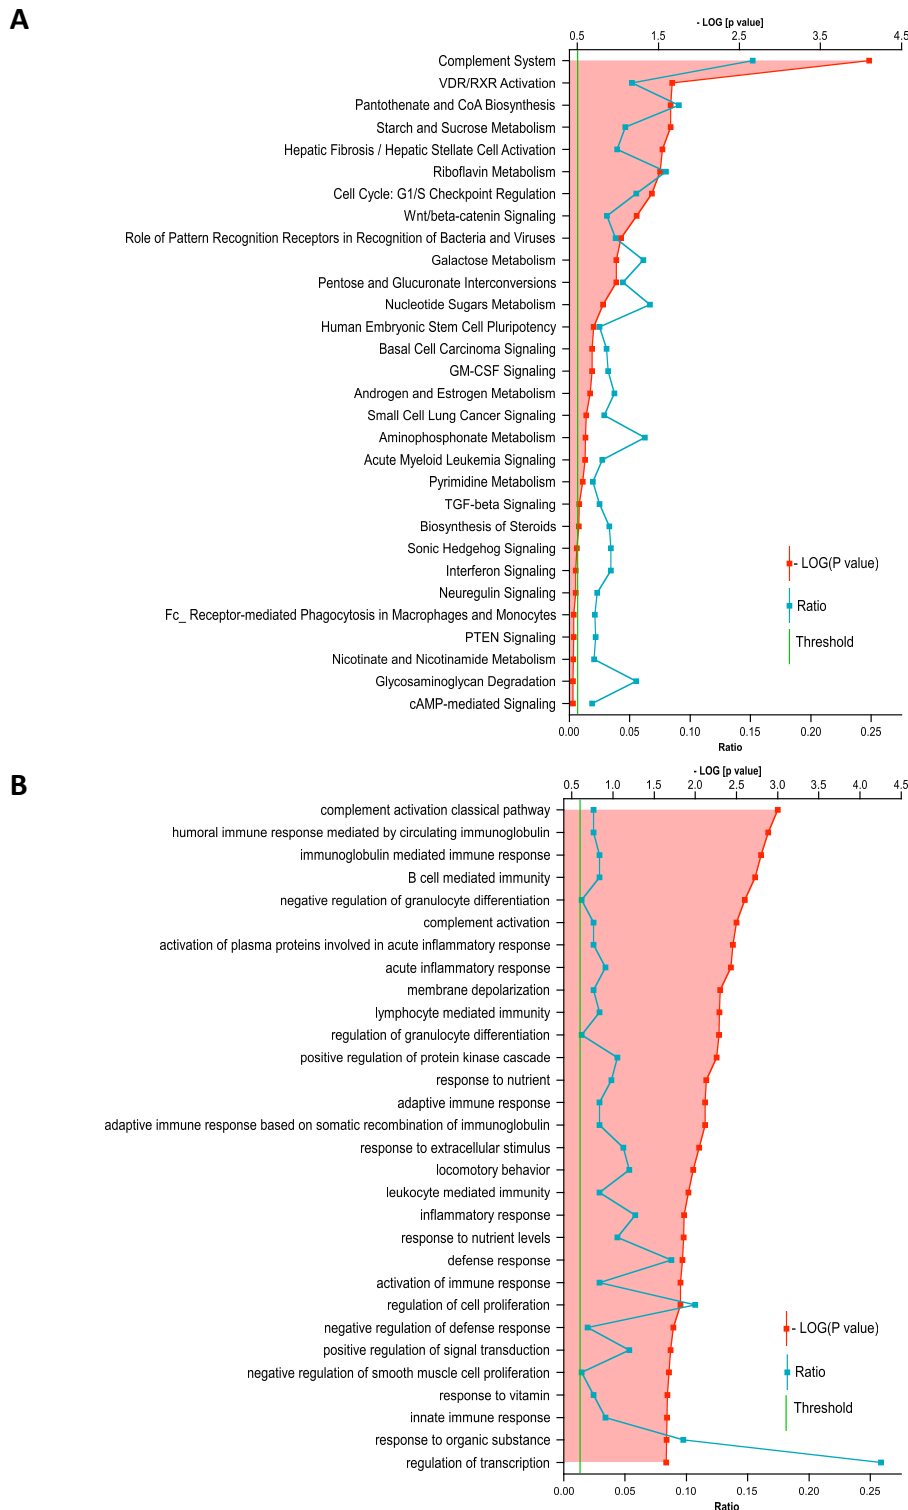 A
- LOG [p value]
0.5 1.5 2.5 3.5 4.5
Complement System
VDR/RXR Activation
Pantothenate and CoA Biosynthesis
Starch and Sucrose Metabolism
Hepatic Fibrosis / Hepatic Stellate Cell Activation
Riboflavin Metabolism
Cell Cycle: G1/S Checkpoint Regulation
Wnt/beta-catenin Signaling
Role of Pattern Recognition Receptors in Recognition of Bacteria and Viruses
Galactose Metabolism
Pentose and Glucuronate Interconversions
Nucleotide Sugars Metabolism
Human Embryonic Stem Cell Pluripotency
Basal Cell Carcinoma Signaling
GM-CSF Signaling
Androgen and Estrogen Metabolism
Small Cell Lung Cancer Signaling
Aminophosphonate Metabolism
Acute Myeloid Leukemia Signaling
Pyrimidine Metabolism
TGF-beta Signaling
Biosynthesis of Steroids
Sonic Hedgehog Signaling
Interferon Signaling
Neuregulin Signaling
Fc_ Receptor-mediated Phagocytosis in Macrophages and Monocytes
PTEN Signaling
Nicotinate and Nicotinamide Metabolism
Glycosaminoglycan Degradation
cAMP-mediated Signaling
- LOG(P value)
Ratio
Threshold
0.00 0.05 0.10 0.15 0.20 0.25
Ratio
B
- LOG [p value]
0.5 1.0 1.5 2.0 2.5 3.0 3.5 4.0 4.5
complement activation classical pathway
humoral immune response mediated by circulating immunoglobulin
immunoglobulin mediated immune response
B cell mediated immunity
negative regulation of granulocyte differentiation
complement activation
activation of plasma proteins involved in acute inflammatory response
acute inflammatory response
membrane depolarization
lymphocyte mediated immunity
regulation of granulocyte differentiation
positive regulation of protein kinase cascade
response to nutrient
adaptive immune response
adaptive immune response based on somatic recombination of immunoglobulin
response to extracellular stimulus
locomotory behavior
leukocyte mediated immunity
inflammatory response
response to nutrient levels
defense response
activation of immune response
regulation of cell proliferation
negative regulation of defense response
positive regulation of signal transduction
negative regulation of smooth muscle cell proliferation
response to vitamin
innate immune response
response to organic substance
regulation of transcription
- LOG(P value)
Ratio
Threshold
0.00 0.05 0.10 0.15 0.20 0.25
Ratio